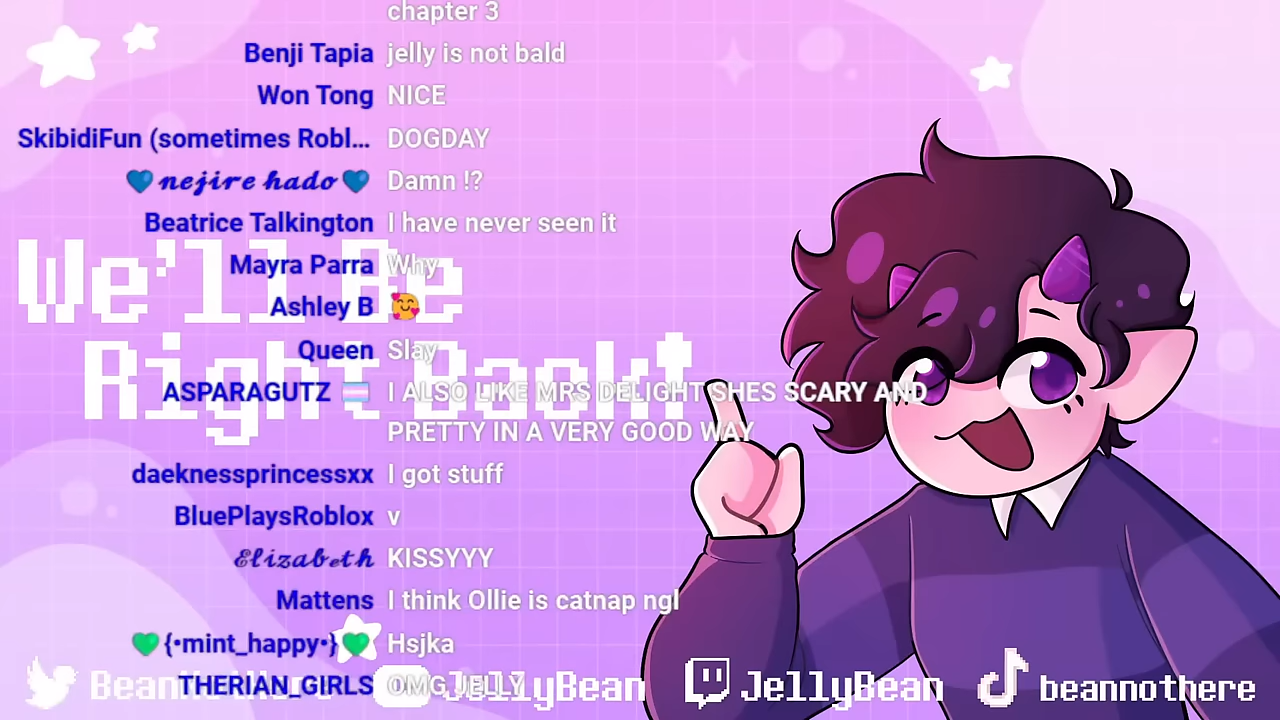 chapter 3
Benji Tapia jelly is not bald
Won Tong NICE
SkibidiFun (sometimes Robl... DOGDAY
💙𝓷𝓮𝓳𝓲𝓻𝓮 𝓱𝓪𝓭𝓸💙 Damn !?
Beatrice Talkington I have never seen it
We'll Be
Mayra Parra Why
Ashley B 🥰
Right Back!
Queen Slay
ASPARAGUTZ 🏳️‍⚧️ I ALSO LIKE MRS DELIGHT SHES SCARY AND
PRETTY IN A VERY GOOD WAY
daeknessprincessxx I got stuff
BluePlaysRoblox v
𝓔𝓵𝓲𝔃𝓪𝓫𝓮𝓽𝓱 KISSYYY
Mattens I think Ollie is catnap ngl
💚{•mint_happy•}💚 Hsjka
THERIAN_GIRLS OMG JELLY
JellyBean JellyBean beannothere